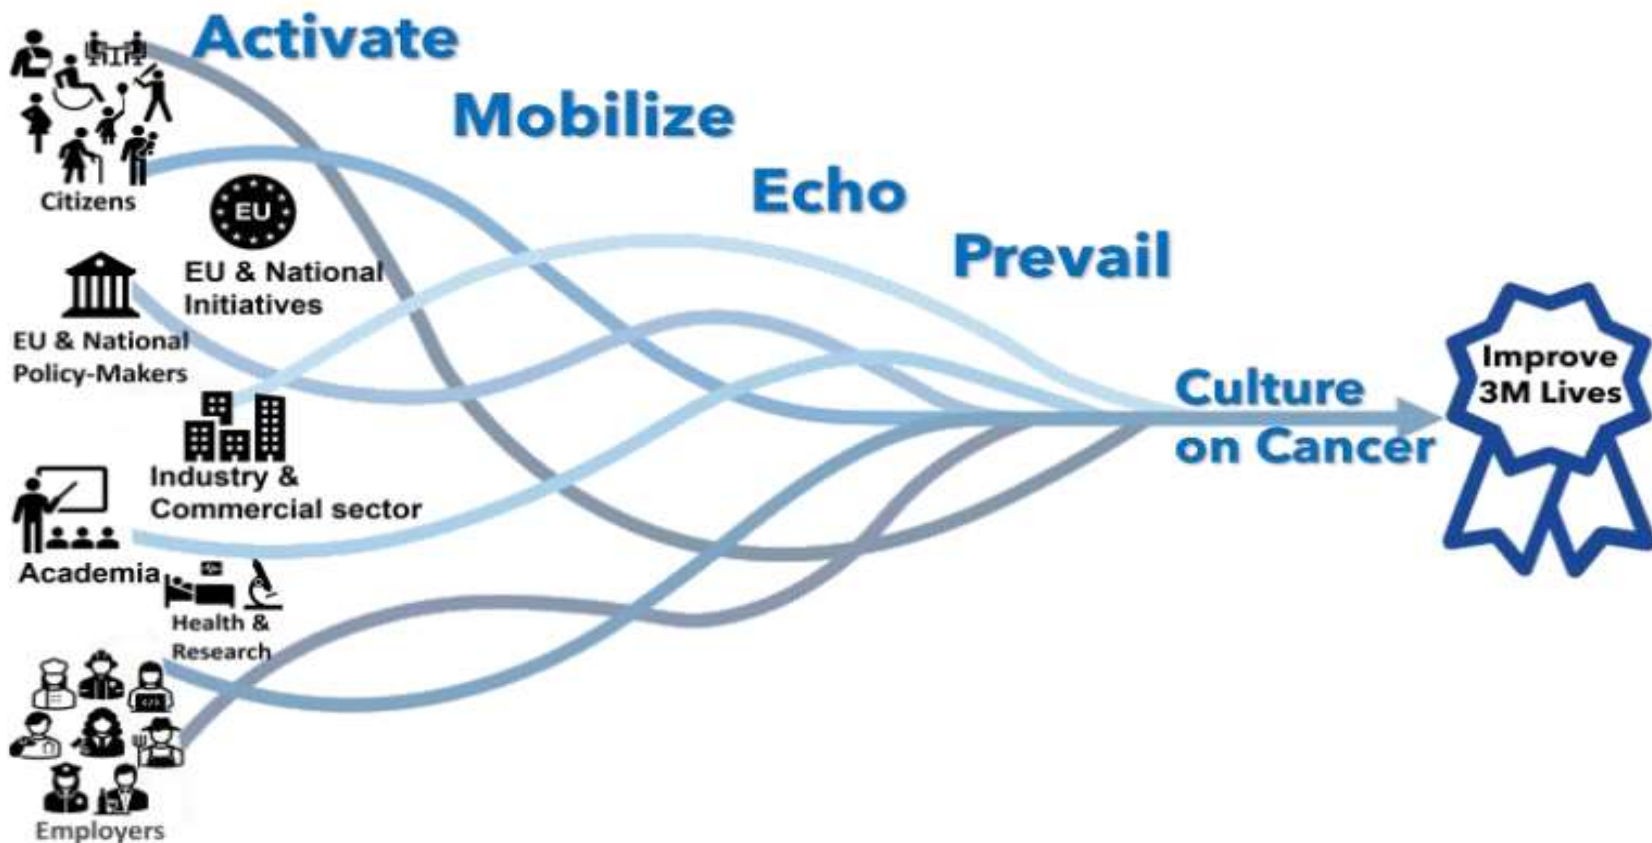 Activate
Mobilize
Echo
Prevail
Citizens
EU
EU & National
Initiatives
EU & National
Policy-Makers
Industry &
Commercial sector
Academia
Health &
Research
Employers
Culture
on Cancer
Improve
3M Lives